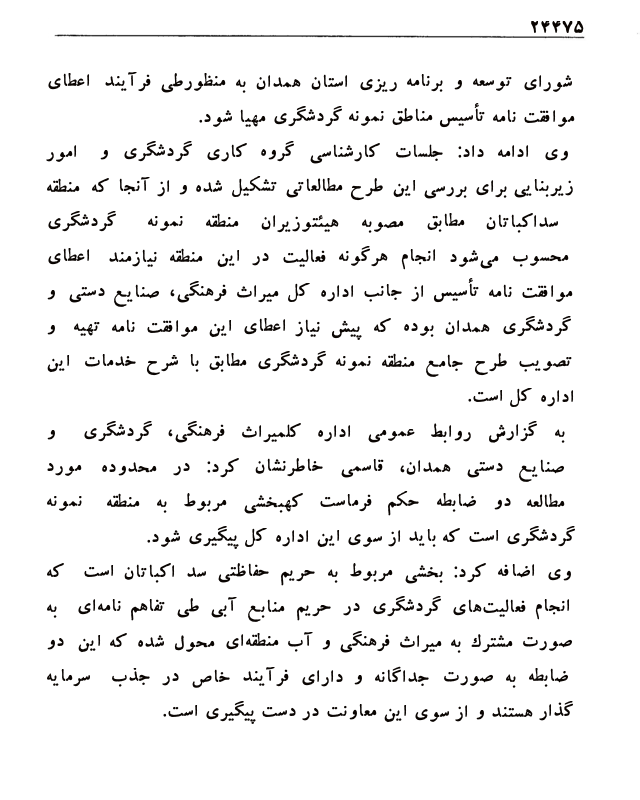 ۲۴۴۷۵
شورای توسعه و برنامه ریزی استان همدان به منظورطی فرآیند اعطای
موافقت نامه تأسیس مناطق نمونه گردشگری مهیا شود.
وی ادامه داد: جلسات کارشناسی گروه کاری گردشگری و امور
زیربنایی برای بررسی این طرح مطالعاتی تشکیل شده و از آنجا که منطقه
سداکباتان مطابق مصوبه هیئتوزیران منطقه نمونه گردشگری
محسوب می‌شود انجام هرگونه فعالیت در این منطقه نیازمند اعطای
موافقت نامه تأسیس از جانب اداره کل میراث فرهنگی، صنایع دستی و
گردشگری همدان بوده که پیش نیاز اعطای این موافقت نامه تهیه و
تصویب طرح جامع منطقه نمونه گردشگری مطابق با شرح خدمات این
اداره کل است.
به گزارش روابط عمومی اداره کلمیراث فرهنگی، گردشگری و
صنایع دستی همدان، قاسمی خاطرنشان کرد: در محدوده مورد
مطالعه دو ضابطه حکم فرماست کهبخشی مربوط به منطقه نمونه
گردشگری است که باید از سوی این اداره کل پیگیری شود.
وی اضافه کرد: بخشی مربوط به حریم حفاظتی سد اکباتان است که
انجام فعالیت‌های گردشگری در حریم منابع آبی طی تفاهم نامه‌ای به
صورت مشترك به میراث فرهنگی و آب منطقه‌ای محول شده که این دو
ضابطه به صورت جداگانه و دارای فرآیند خاص در جذب سرمایه
گذار هستند و از سوی این معاونت در دست پیگیری است.